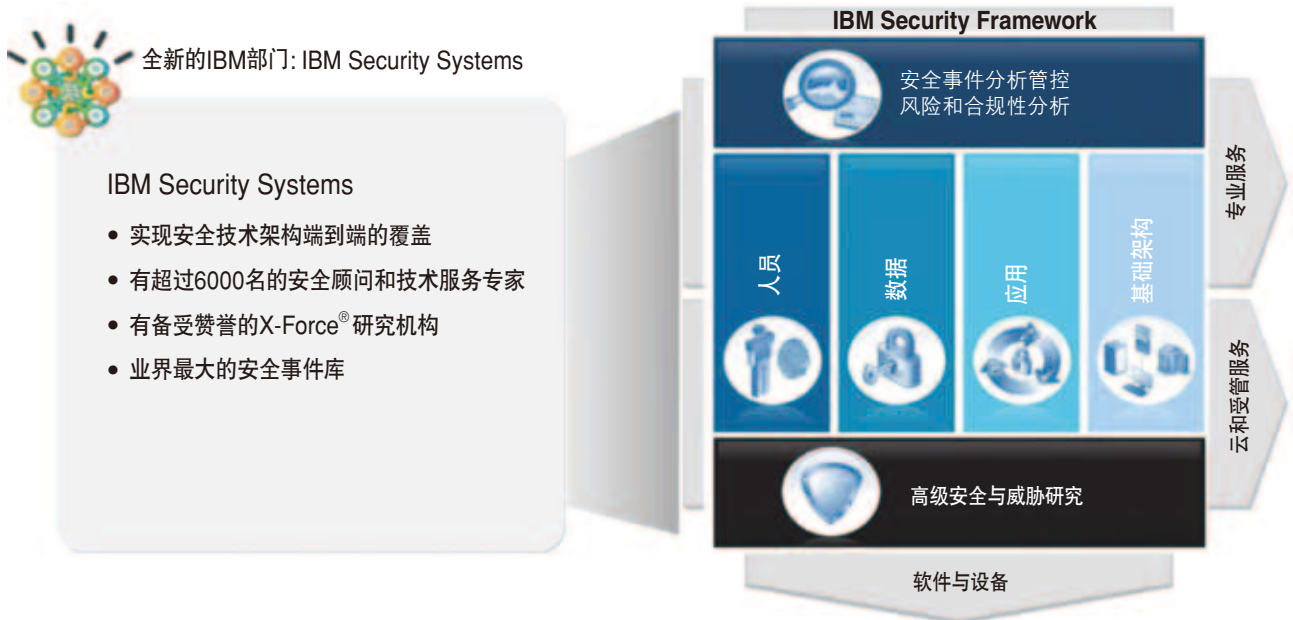 全新的IBM部门: IBM Security Systems
IBM Security Systems
• 实现安全技术架构端到端的覆盖
• 有超过6000名的安全顾问和技术服务专家
• 有备受赞誉的X-Force®研究机构
• 业界最大的安全事件库
IBM Security Framework
安全事件分析管控
风险和合规性分析
人员
数据
应用
基础架构
高级安全与威胁研究
专业服务
云和受管服务
软件与设备